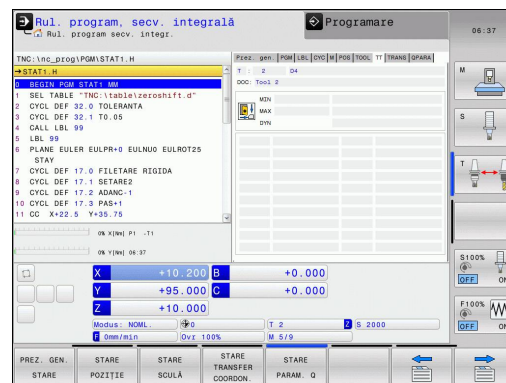 Rul. program, secv. integrală
Rul. program secv. integr.
Programare
06:37
TNC:\nc_prog\PGM\STAT1.H
→STAT1.H
0 BEGIN PGM STAT1 MM
1 SEL TABLE "TNC:\table\zeroshift.d"
2 CYCL DEF 32.0 TOLERANTA
3 CYCL DEF 32.1 T0.05
4 CALL LBL 99
5 LBL 99
6 PLANE EULER EULPR+0 EULNU0 EULROT25
STAY
7 CYCL DEF 17.0 FILETARE RIGIDA
8 CYCL DEF 17.1 SETARE2
9 CYCL DEF 17.2 ADANC-1
10 CYCL DEF 17.3 PAS+1
11 CC X+22.5 Y+35.75
Prez. gen. PGM LBL CYC M POS TOOL TT TRANS QPARA
T : 2 D4
DOC: Tool 2
MIN
MAX
DYN
0% X[Nm] P1 -T1
0% Y[Nm] 06:37
X +10.200 B +0.000
Y +95.000 C +0.000
Z +10.000
Modus: NOML. 0 T 2 Z S 2000
F 0mm/min Ovr 100% M 5/9
M
S
T
S100%
OFF ON
F100%
OFF ON
PREZ. GEN.
STARE
STARE
POZIŢIE
STARE
SCULĂ
STARE
TRANSFER
COORDON.
STARE
PARAM. Q